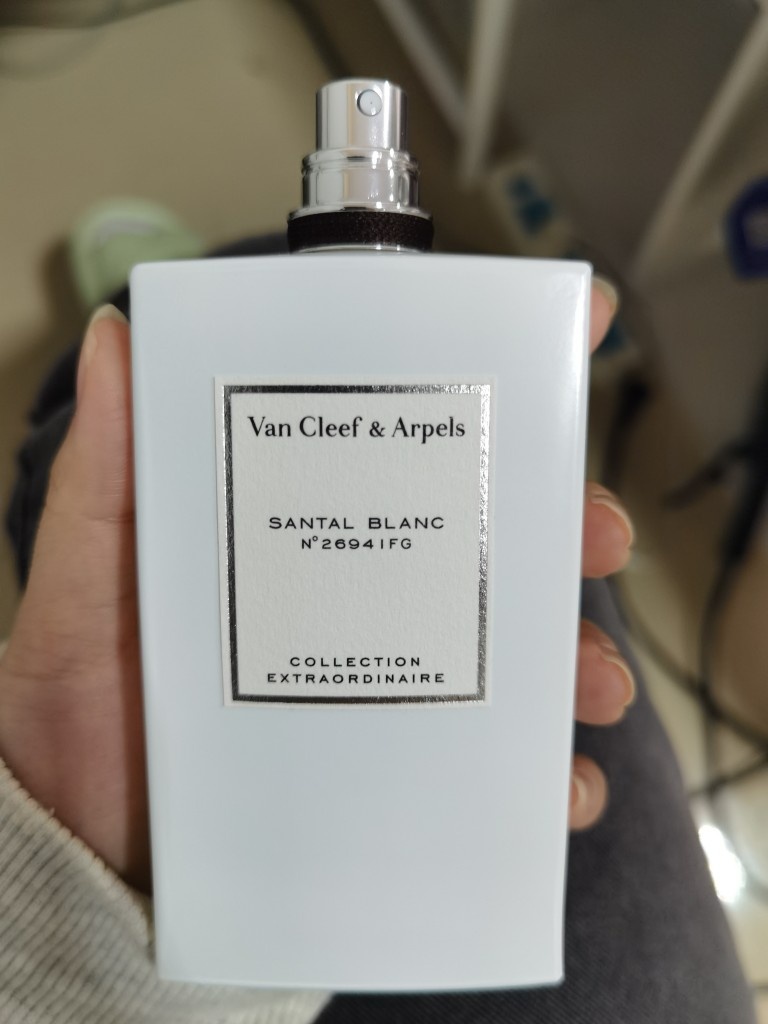 Van Cleef & Arpels
SANTAL BLANC
N°26941FG
COLLECTION
EXTRAORDINAIRE